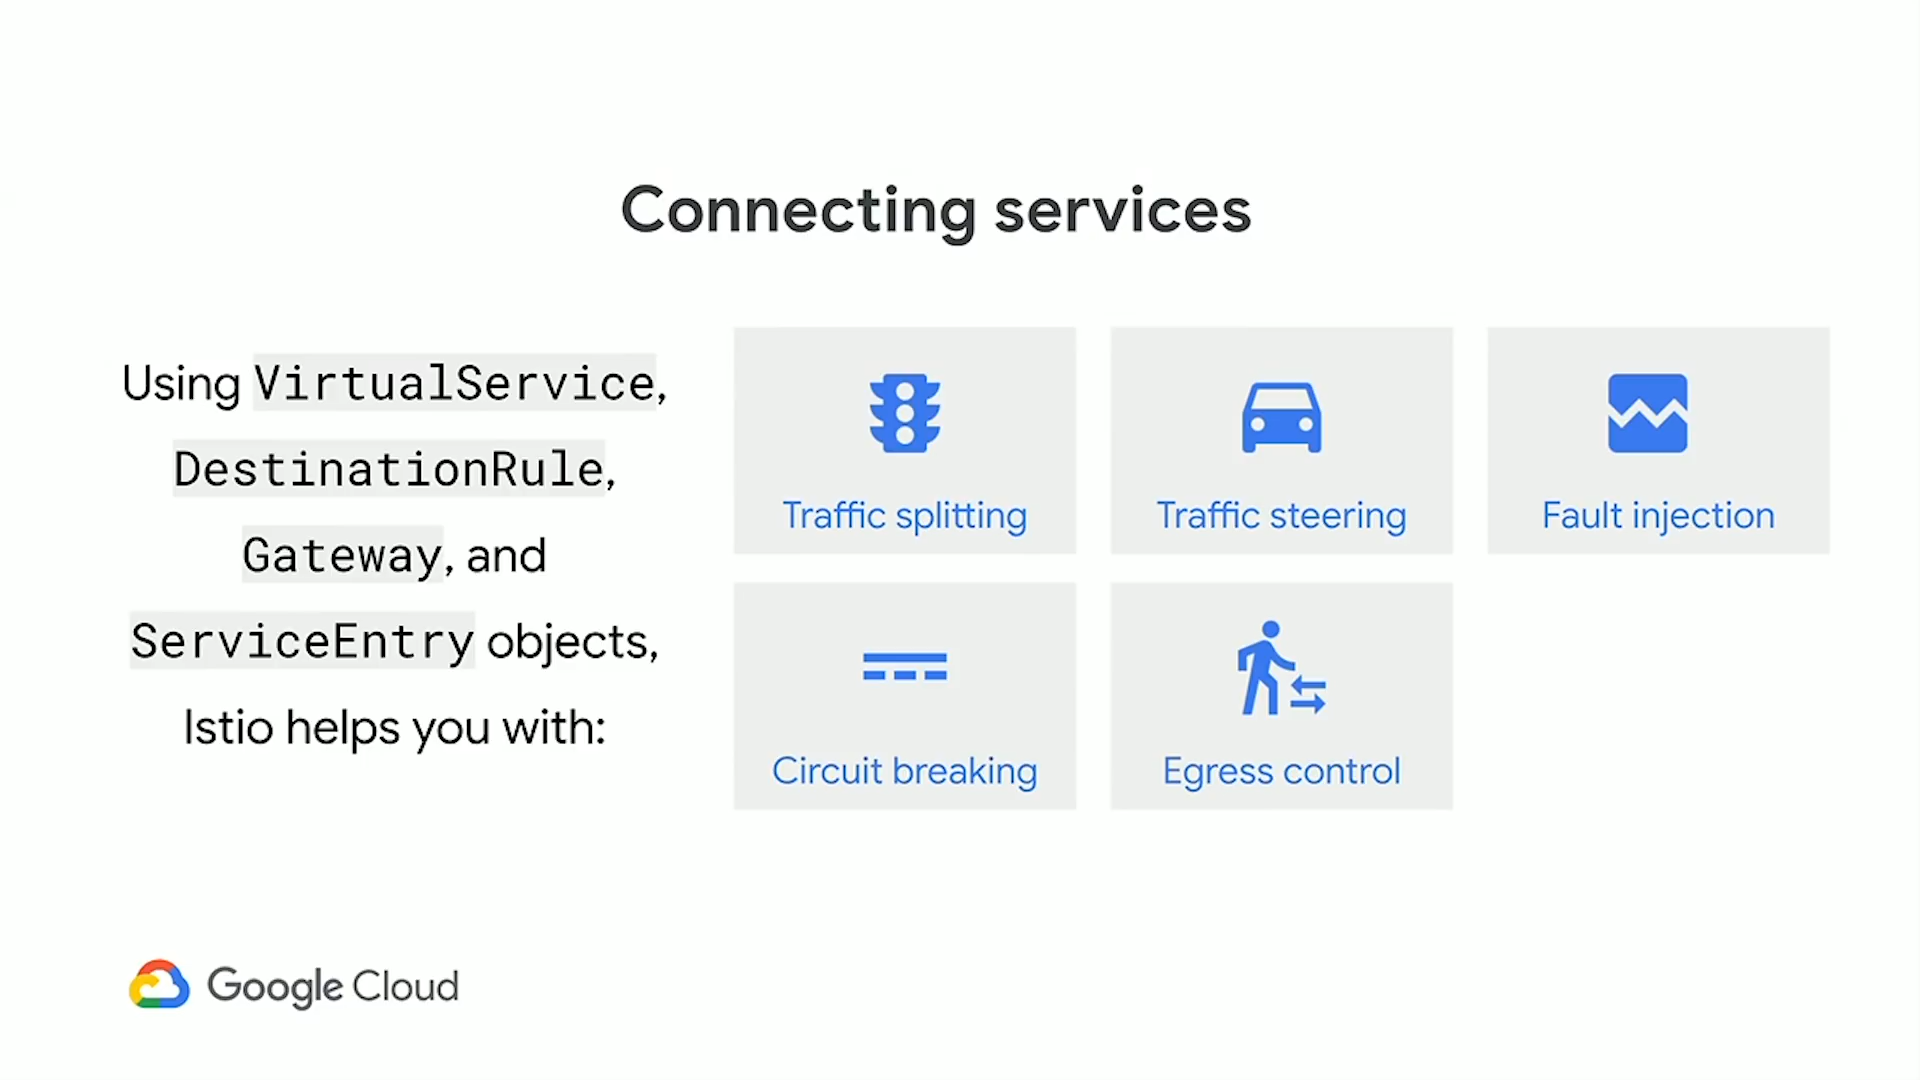 Connecting services
Using VirtualService,
DestinationRule,
Gateway, and
ServiceEntry objects,
Istio helps you with:
Traffic splitting
Traffic steering
Fault injection
Circuit breaking
Egress control
Google Cloud